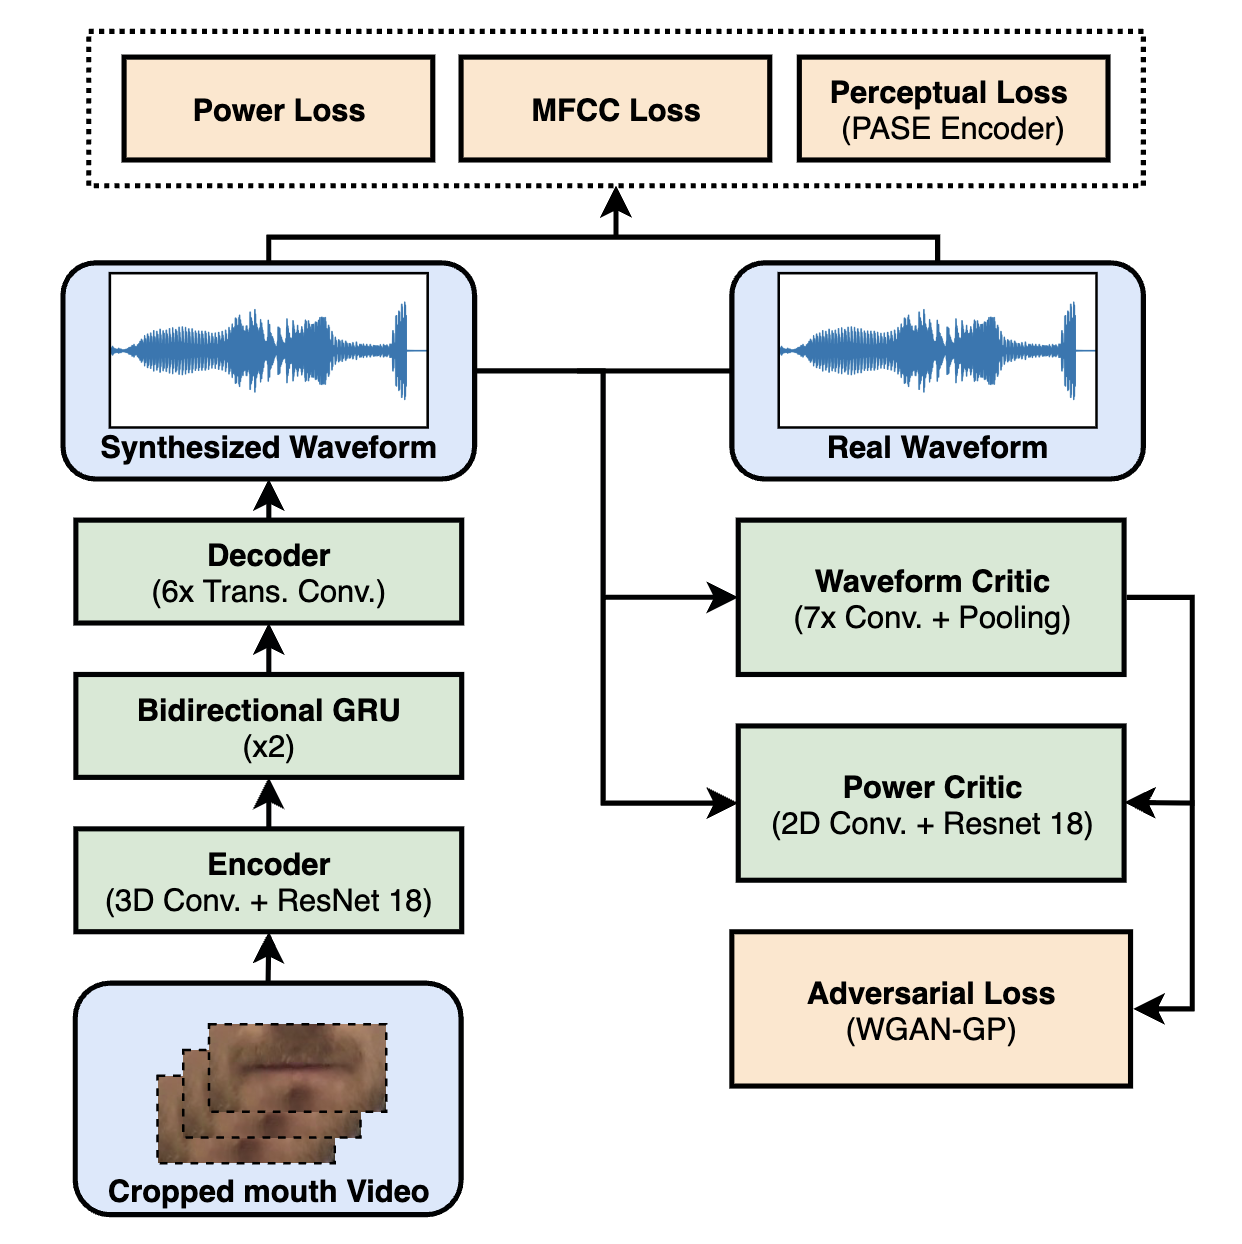 Power Loss
MFCC Loss
Perceptual Loss
(PASE Encoder)
Synthesized Waveform
Real Waveform
Decoder
(6x Trans. Conv.)
Bidirectional GRU
(x2)
Encoder
(3D Conv. + ResNet 18)
Cropped mouth Video
Waveform Critic
(7x Conv. + Pooling)
Power Critic
(2D Conv. + Resnet 18)
Adversarial Loss
(WGAN-GP)